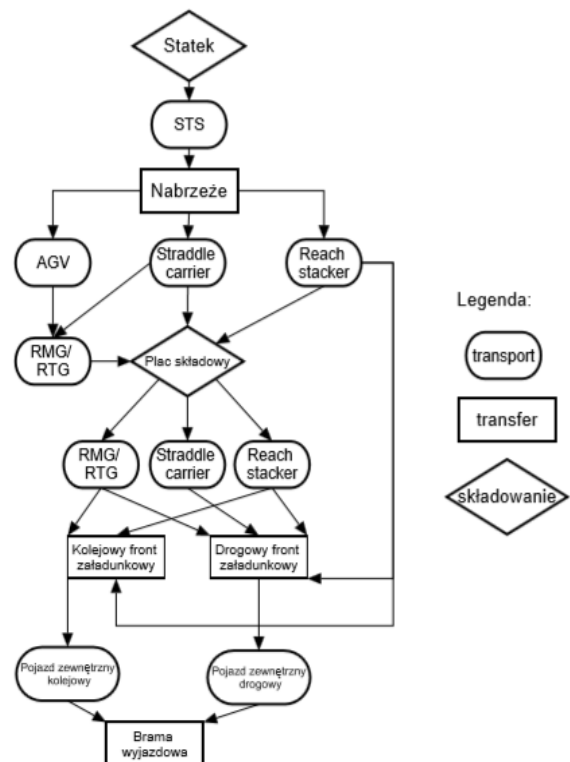 Statek
STS
Nabrzeże
AGV
Straddle
carrier
Reach
stacker
RMG/
RTG
Plac składowy
RMG/
RTG
Straddle
carrier
Reach
stacker
Kolejowy front
załadunkowy
Drogowy front
załadunkowy
Pojazd zewnętrzny
kolejowy
Pojazd zewnętrzny
drogowy
Brama
wyjazdowa
Legenda:
transport
transfer
składowanie